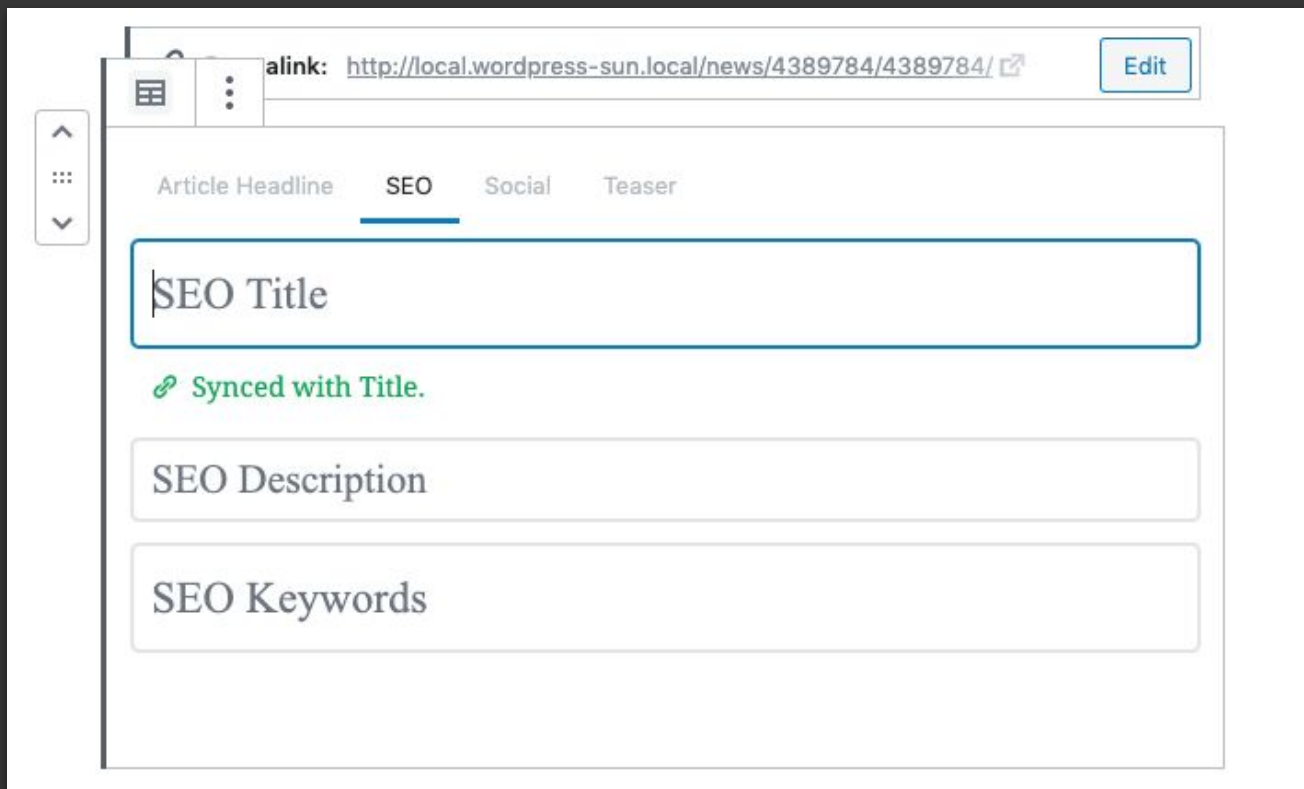 alink: http://local.wordpress-sun.local/news/4389784/4389784/ Edit
Article Headline SEO Social Teaser
SEO Title
Synced with Title.
SEO Description
SEO Keywords